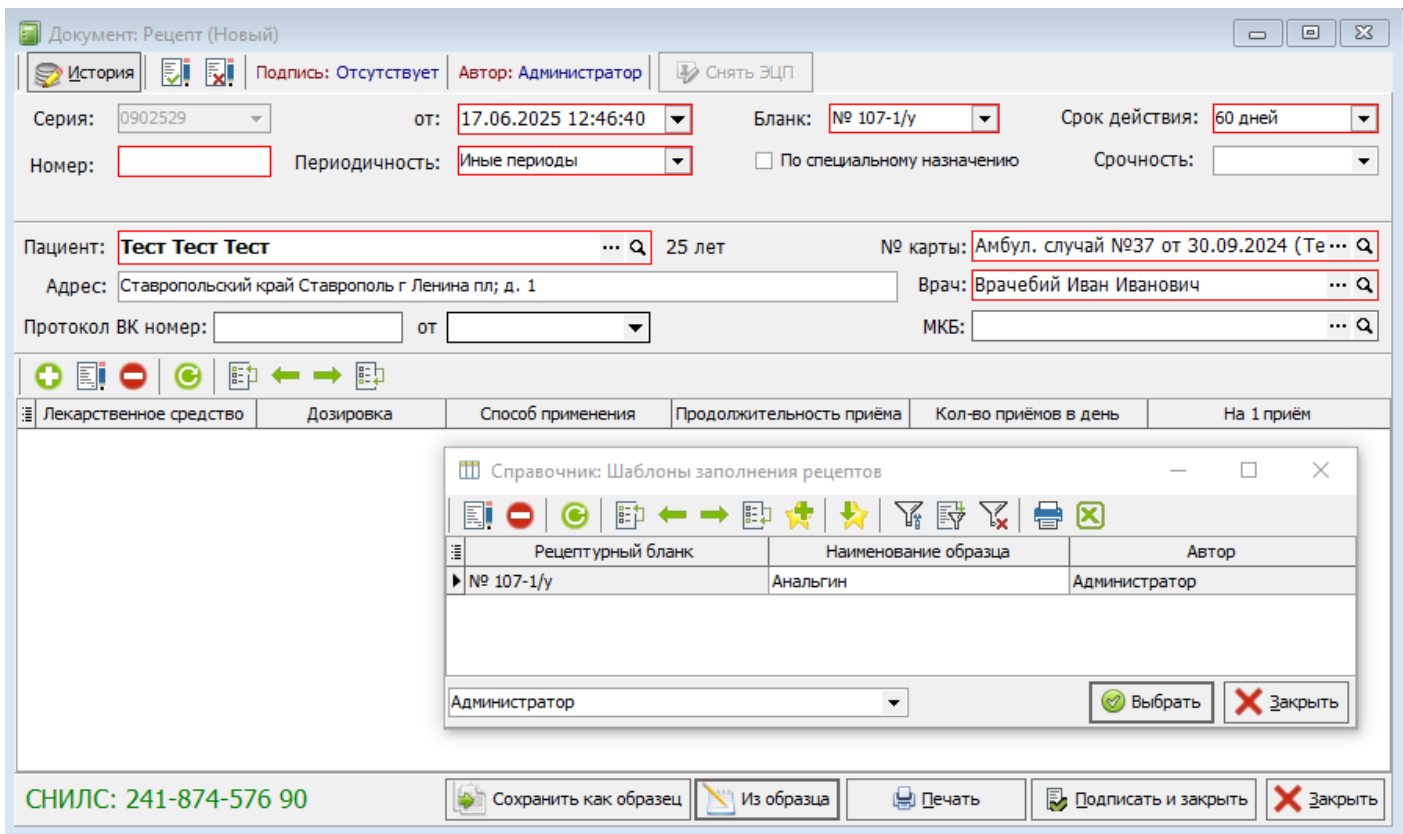 Документ: Рецепт (Новый)
История Подпись: Отсутствует Автор: Администратор Снять ЭЦП
Серия: 0902529 от: 17.06.2025 12:46:40 Бланк: № 107-1/у Срок действия: 60 дней
Номер: Периодичность: Иные периоды По специальному назначению Срочность:
Пациент: Тест Тест Тест ... 25 лет № карты: Амбул. случай №37 от 30.09.2024 (Те ...
Адрес: Ставропольский край Ставрополь г Ленина пл; д. 1 Врач: Врачебий Иван Иванович ...
Протокол ВК номер: от МКБ: ...
Лекарственное средство Дозировка Способ применения Продолжительность приёма Кол-во приёмов в день На 1 приём
Справочник: Шаблоны заполнения рецептов
Рецептурный бланк Наименование образца Автор
№ 107-1/у Анальгин Администратор
Администратор Выбрать Закрыть
СНИЛС: 241-874-576 90 Сохранить как образец Из образца Печать Подписать и закрыть Закрыть